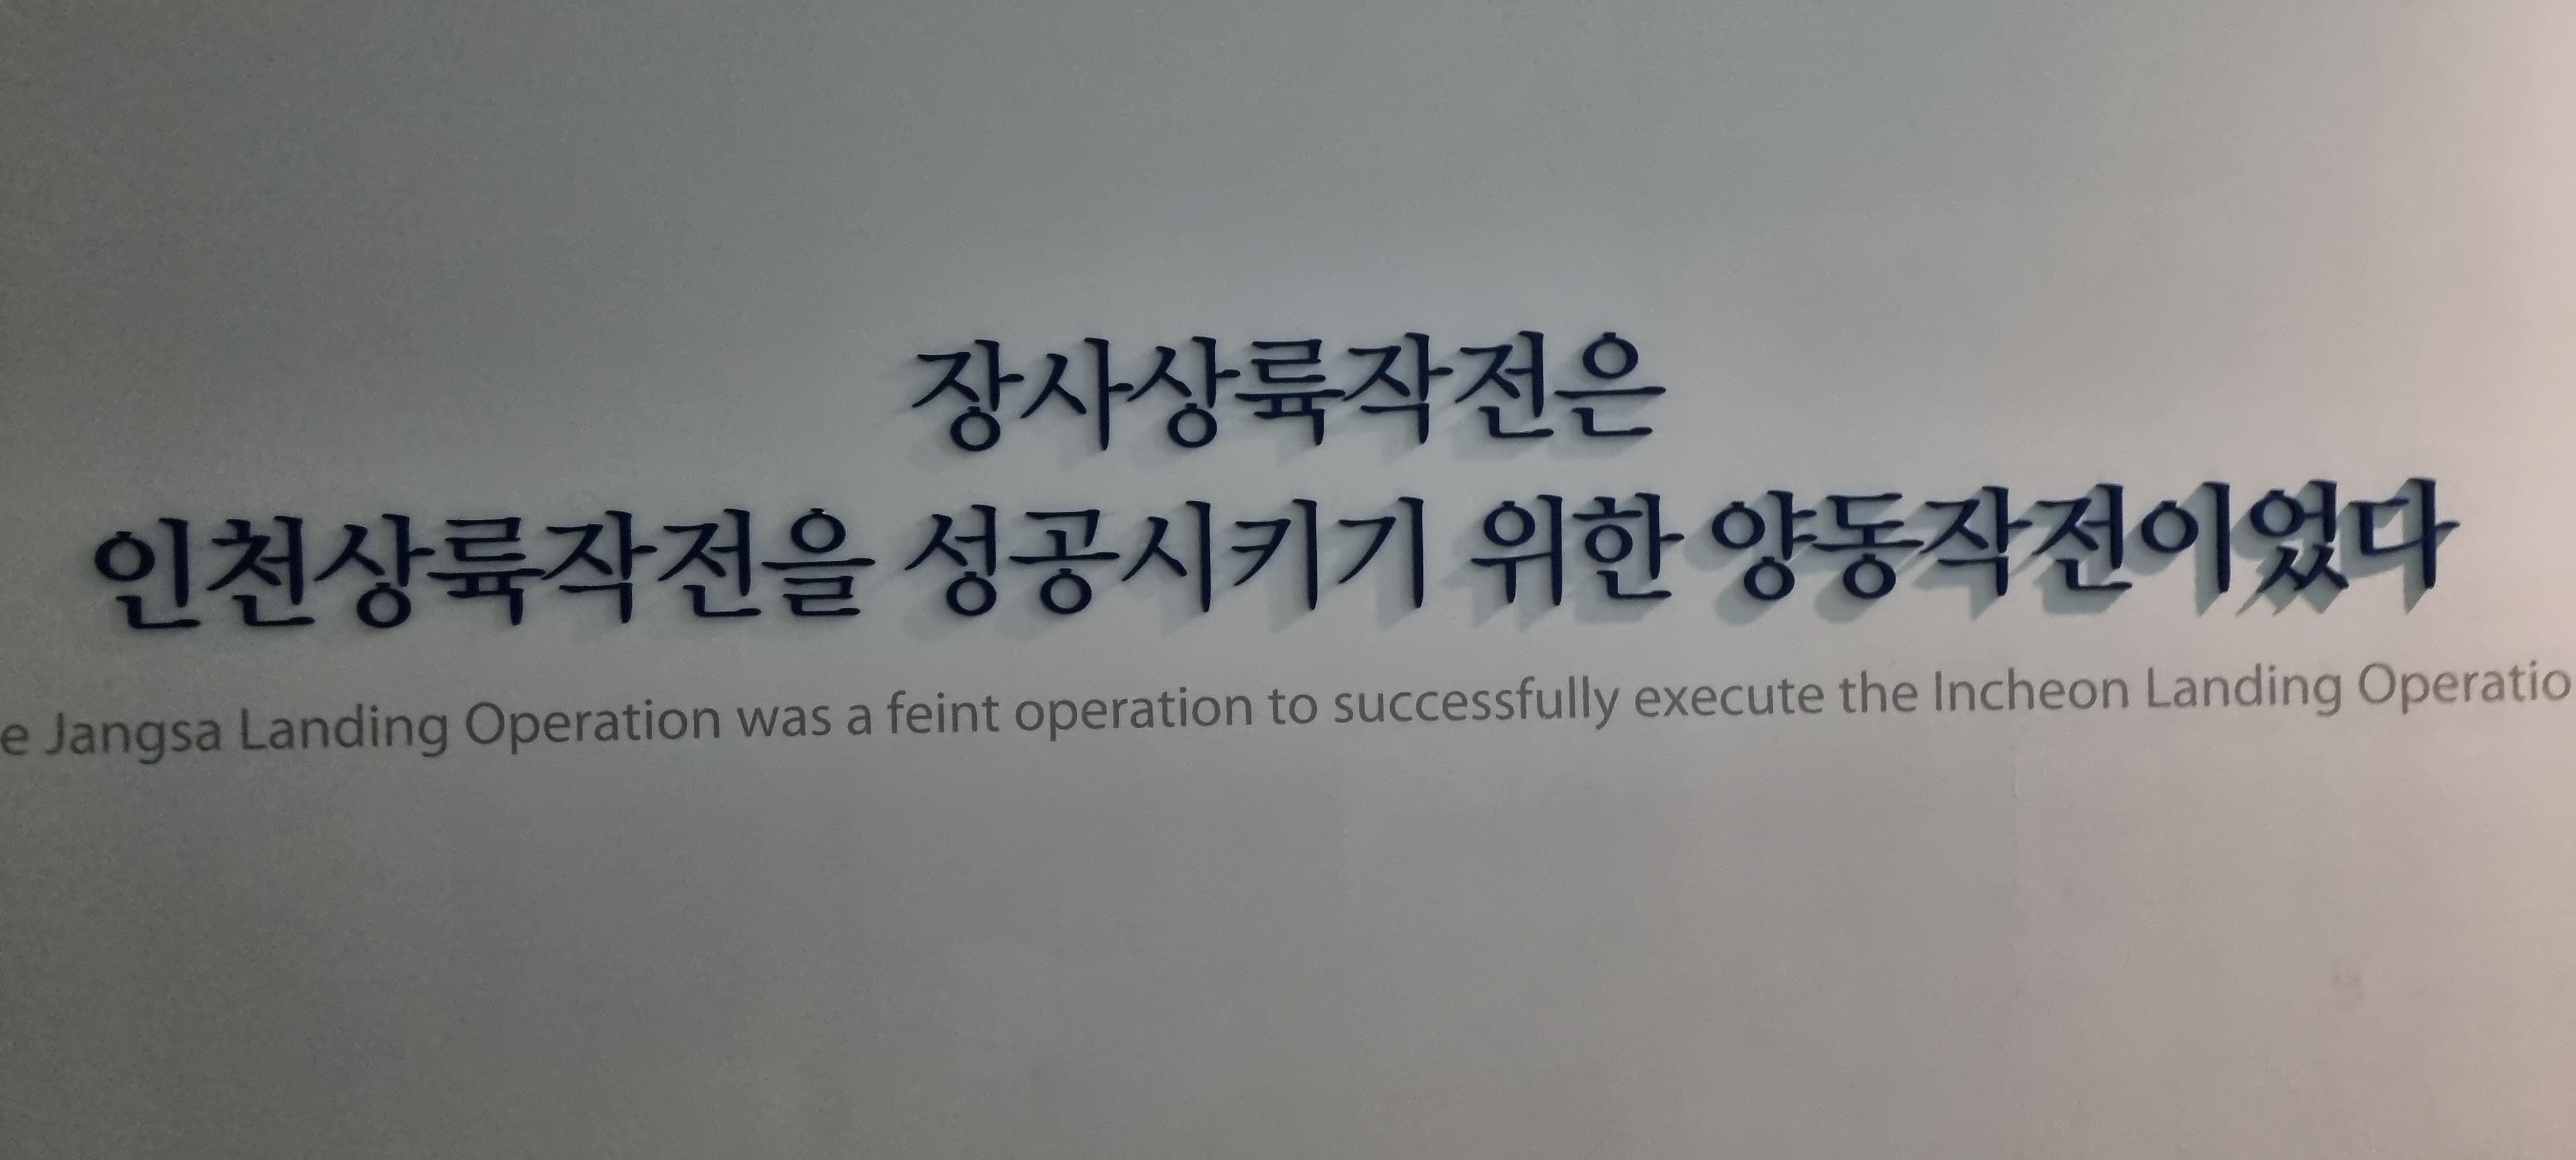 장사상륙작전은
인천상륙작전을 성공시키기 위한 양동작전이었다
e Jangsa Landing Operation was a feint operation to successfully execute the Incheon Landing Operatio